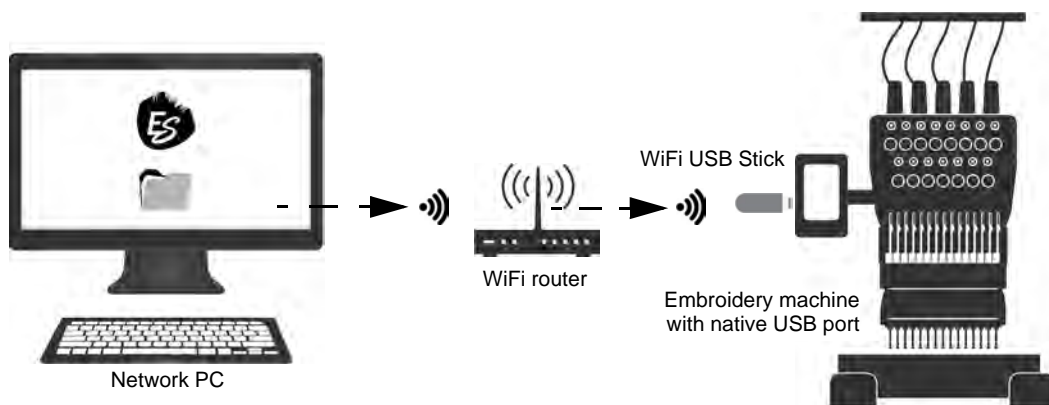 ES
WiFi USB Stick
WiFi router
Embroidery machine
with native USB port
Network PC